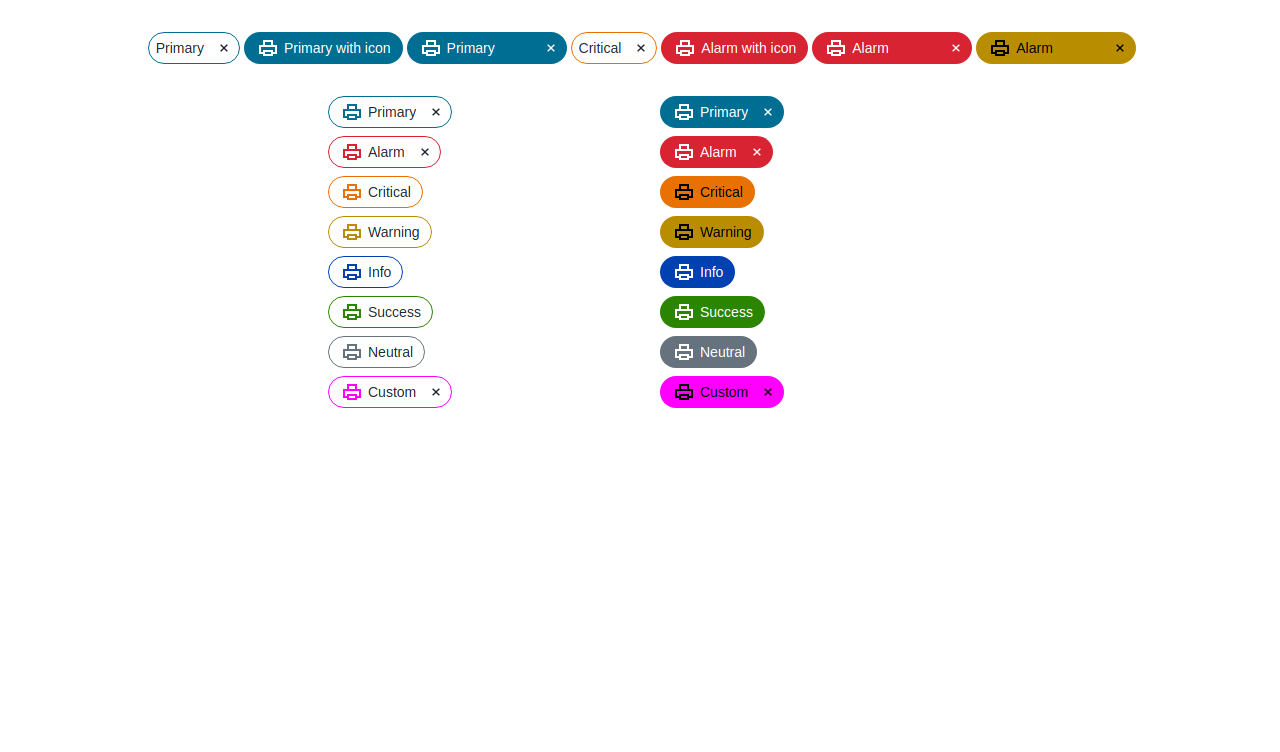 Primary Primary with icon Primary Critical Alarm with icon Alarm Alarm
Primary Primary
Alarm Alarm
Critical Critical
Warning Warning
Info Info
Success Success
Neutral Neutral
Custom Custom